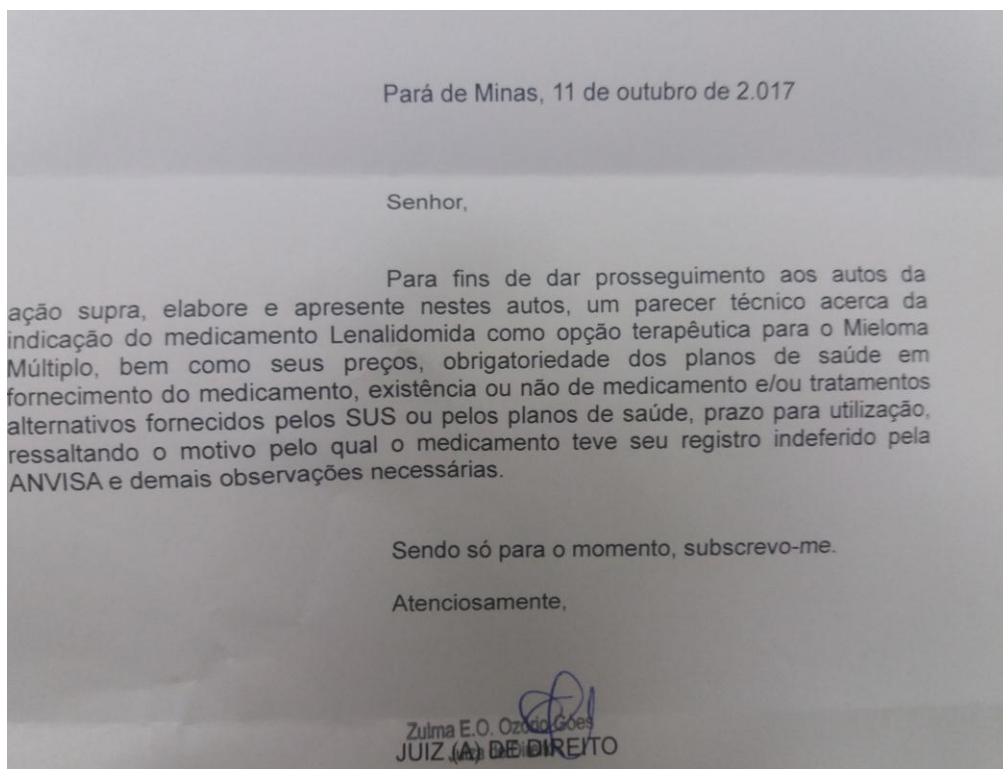 Pará de Minas, 11 de outubro de 2.017
Senhor,
Para fins de dar prosseguimento aos autos da
ação supra, elabore e apresente nestes autos, um parecer técnico acerca da
indicação do medicamento Lenalidomida como opção terapêutica para o Mieloma
Múltiplo, bem como seus preços, obrigatoriedade dos planos de saúde em
fornecimento do medicamento, existência ou não de medicamento e/ou tratamentos
alternativos fornecidos pelos SUS ou pelos planos de saúde, prazo para utilização,
ressaltando o motivo pelo qual o medicamento teve seu registro indeferido pela
ANVISA e demais observações necessárias.
Sendo só para o momento, subscrevo-me.
Atenciosamente,
Zulma E.O. Ozório Góes
JUIZ (A) DE DIREITO